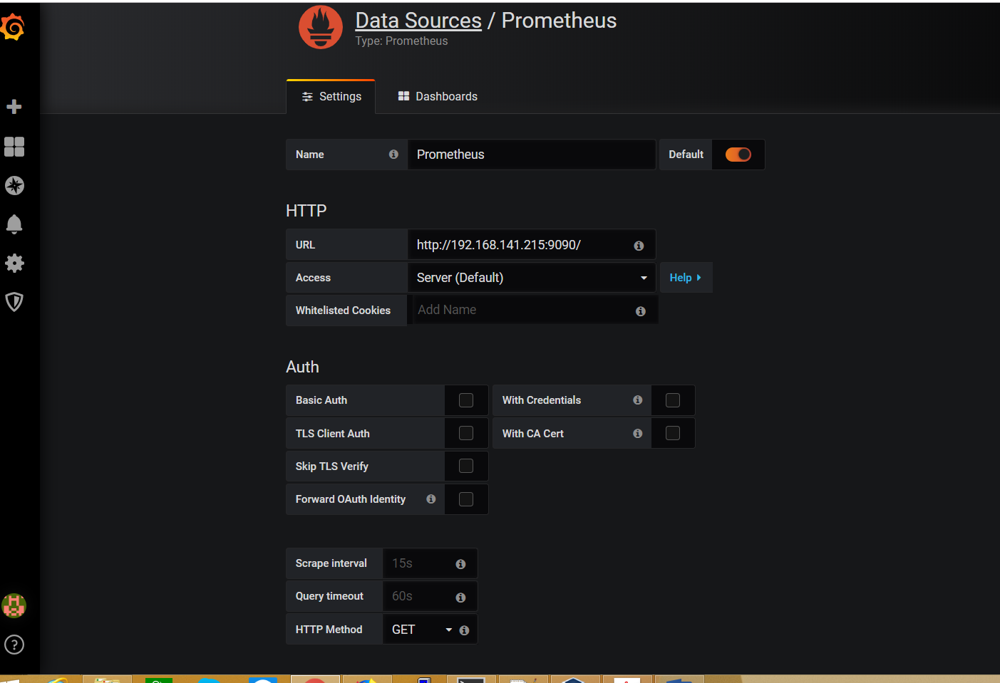 Data Sources / Prometheus
Type: Prometheus
Settings
Dashboards
Name
Prometheus
Default
HTTP
URL
http://192.168.141.215:9090/
Access
Server (Default)
Help
Whitelisted Cookies
Add Name
Auth
Basic Auth
With Credentials
TLS Client Auth
With CA Cert
Skip TLS Verify
Forward OAuth Identity
Scrape interval
15s
Query timeout
60s
HTTP Method
GET